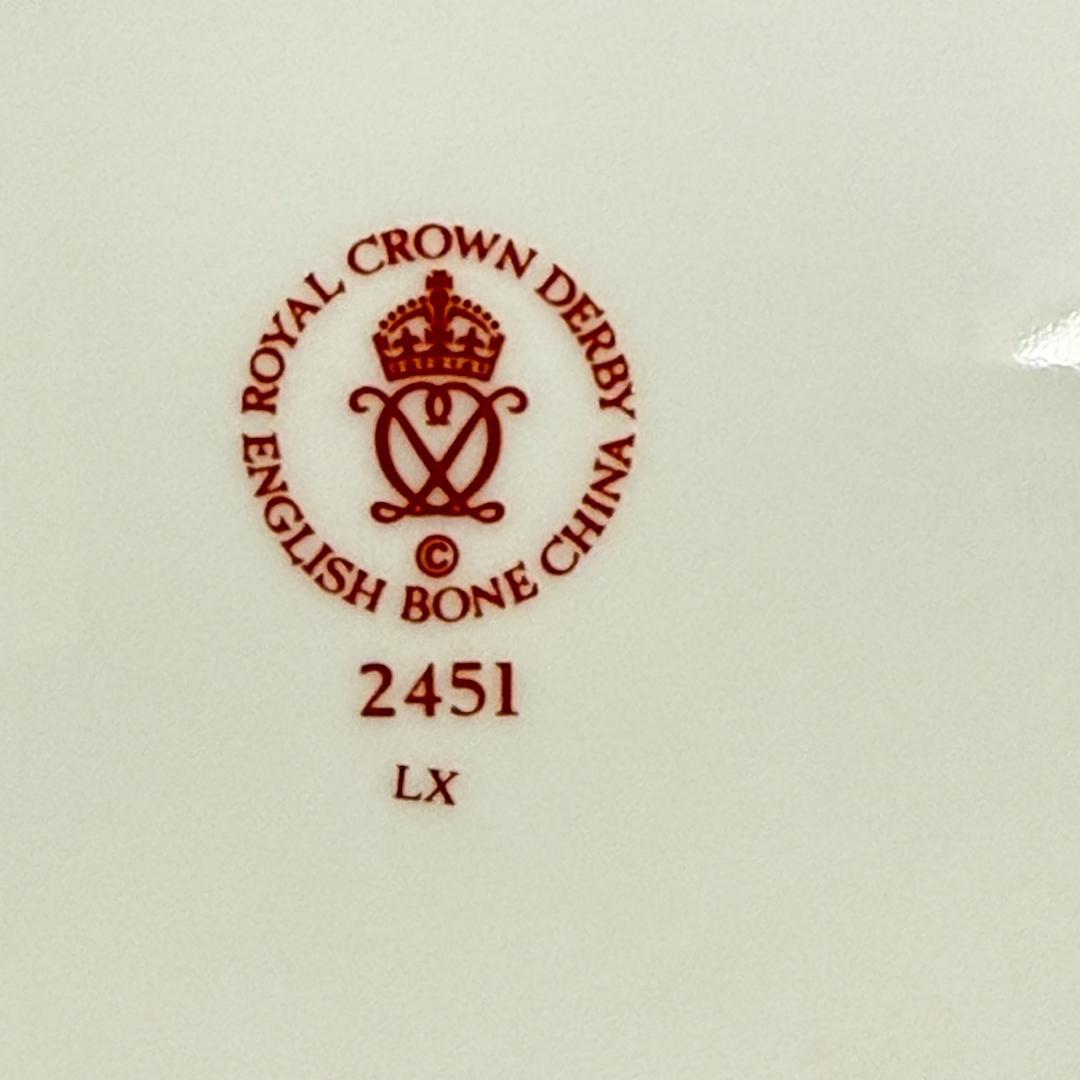 ROYAL CROWN DERBY
ENGLISH BONE CHINA
©
2451
LX